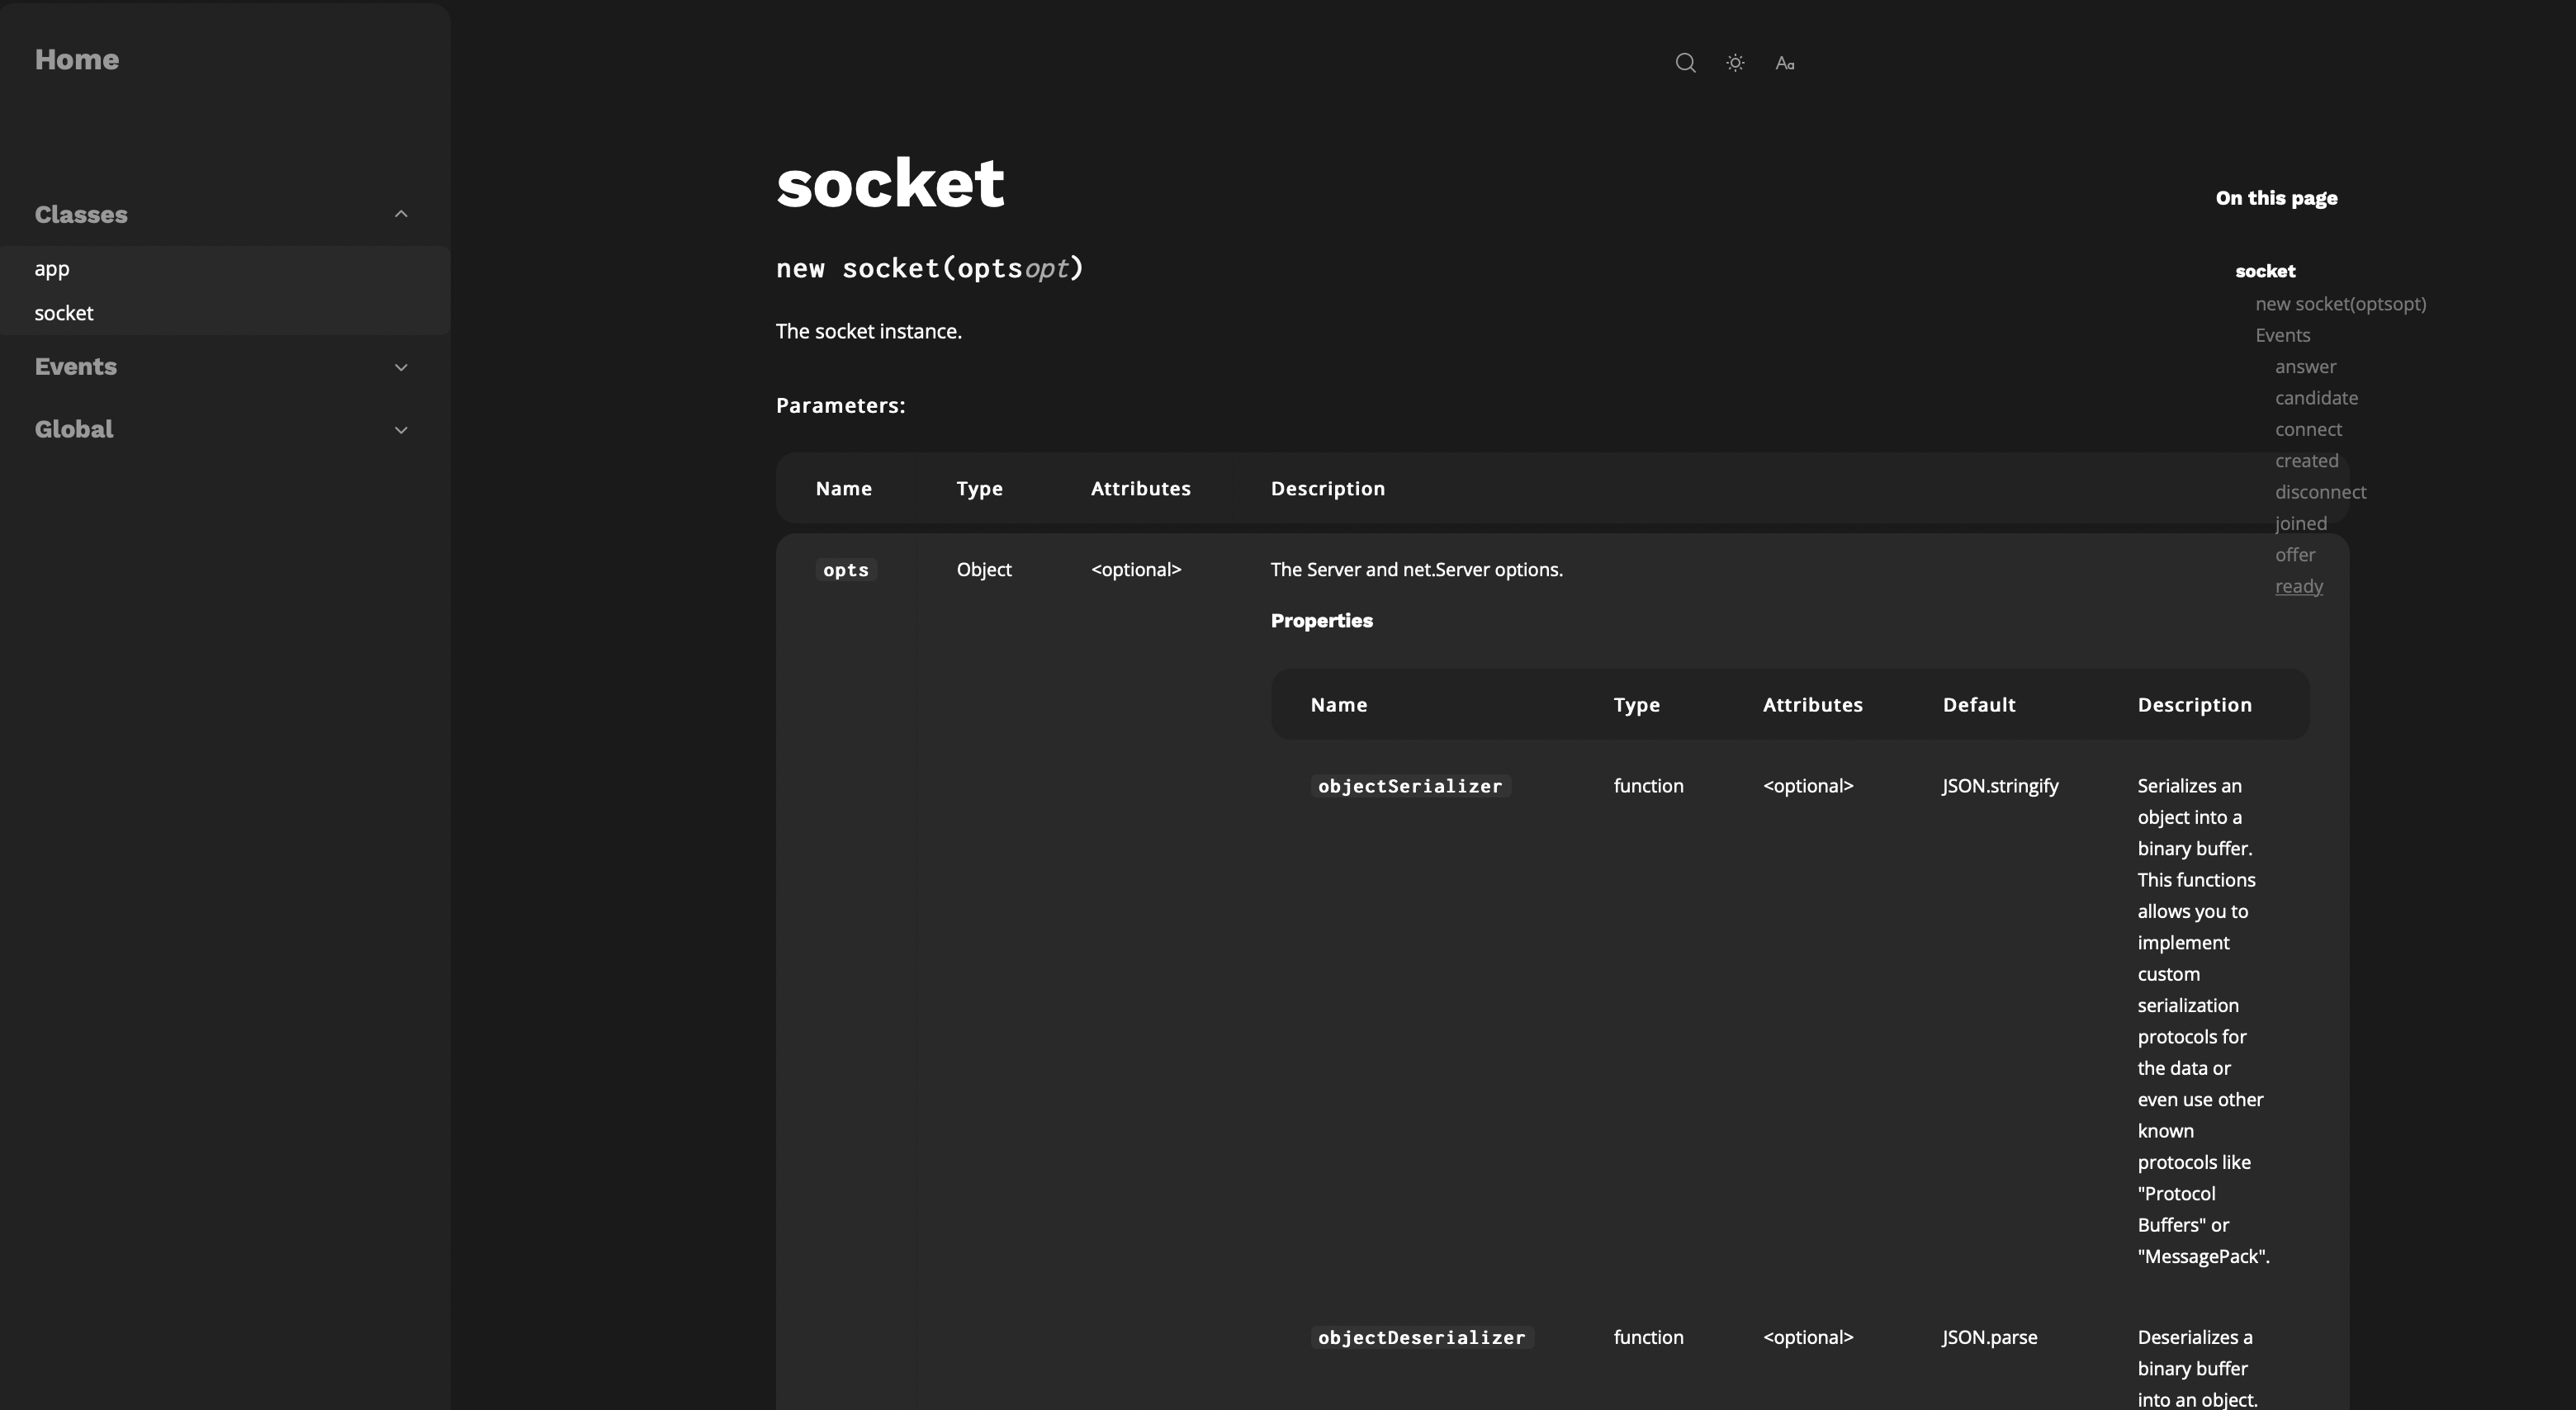 Home
Classes
app
socket
Events
Global
Aa
socket
new socket(optsopt)
The socket instance.
Parameters:
Name Type Attributes Description
opts Object <optional> The Server and net.Server options.
Properties
Name Type Attributes Default Description
objectSerializer function <optional> JSON.stringify Serializes an
object into a
binary buffer.
This functions
allows you to
implement
custom
serialization
protocols for
the data or
even use other
known
protocols like
"Protocol
Buffers" or
"MessagePack".
objectDeserializer function <optional> JSON.parse Deserializes a
binary buffer
into an object.
On this page
socket
new socket(optsopt)
Events
answer
candidate
connect
created
disconnect
joined
offer
ready